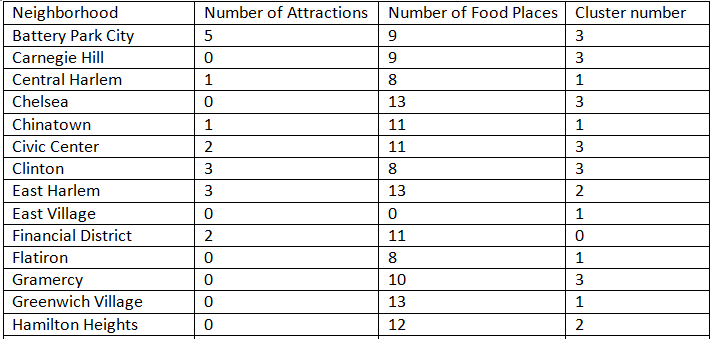 Neighborhood Number of Attractions Number of Food Places Cluster number
Battery Park City 5 9 3
Carnegie Hill 0 9 3
Central Harlem 1 8 1
Chelsea 0 13 3
Chinatown 1 11 1
Civic Center 2 11 3
Clinton 3 8 3
East Harlem 3 13 2
East Village 0 0 1
Financial District 2 11 0
Flatiron 0 8 1
Gramercy 0 10 3
Greenwich Village 0 13 1
Hamilton Heights 0 12 2